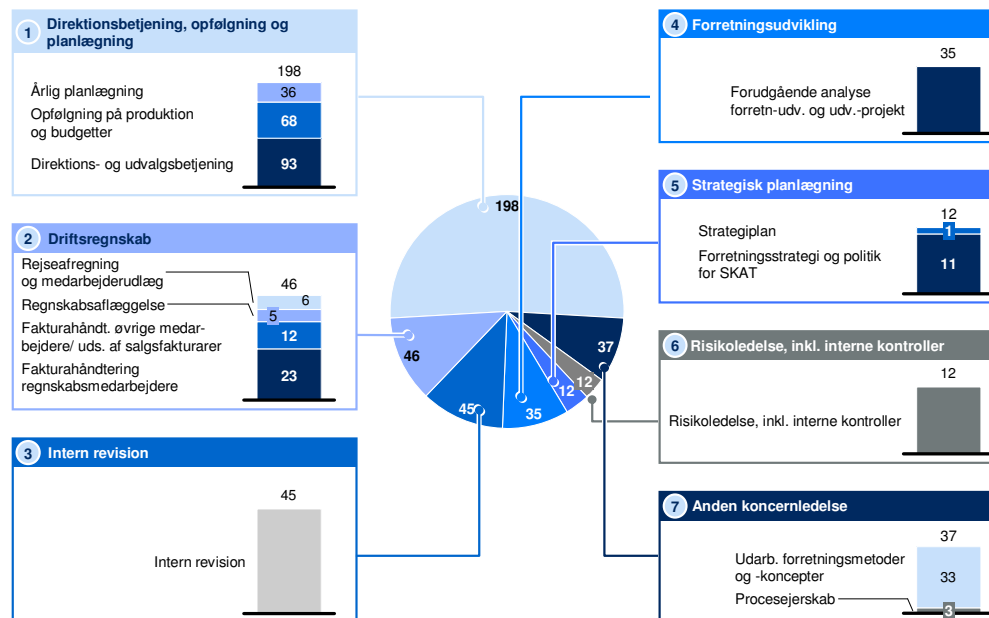 1 Direktionsbetjening, opfølgning og
planlægning
198
Årlig planlægning
36
Opfølgning på produktion
og budgetter
68
Direktions- og udvalgsbetjening
93
2 Driftsregnskab
Rejseafregning
og medarbejderudlæg
46
6
Regnskabsaflæggelse
5
Fakturahåndt. øvrige medar-
bejdere/ uds. af salgsfakturarer
12
Fakturahåndtering
regnskabsmedarbejdere
23
3 Intern revision
45
Intern revision
198
46
45
35
12
12
37
4 Forretningsudvikling
35
Forudgående analyse
forretn-udv. og udv.-projekt
5 Strategisk planlægning
12
Strategiplan
1
Forretningsstrategi og politik
for SKAT
11
6 Risikoledelse, inkl. interne kontroller
12
Risikoledelse, inkl. interne kontroller
7 Anden koncernledelse
37
Udarb. forretningsmetoder
og -koncepter
33
Procesejerskab
3